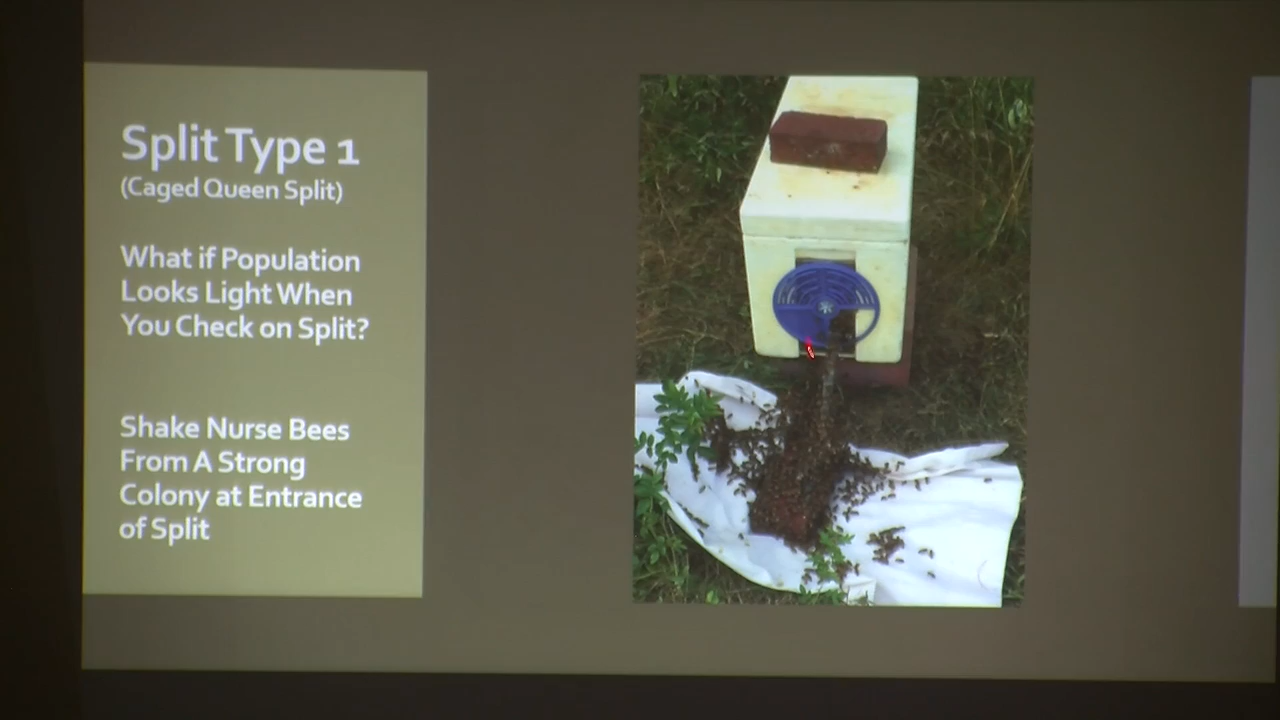 Split Type 1
(Caged Queen Split)
What if Population
Looks Light When
You Check on Split?
Shake Nurse Bees
From A Strong
Colony at Entrance
of Split